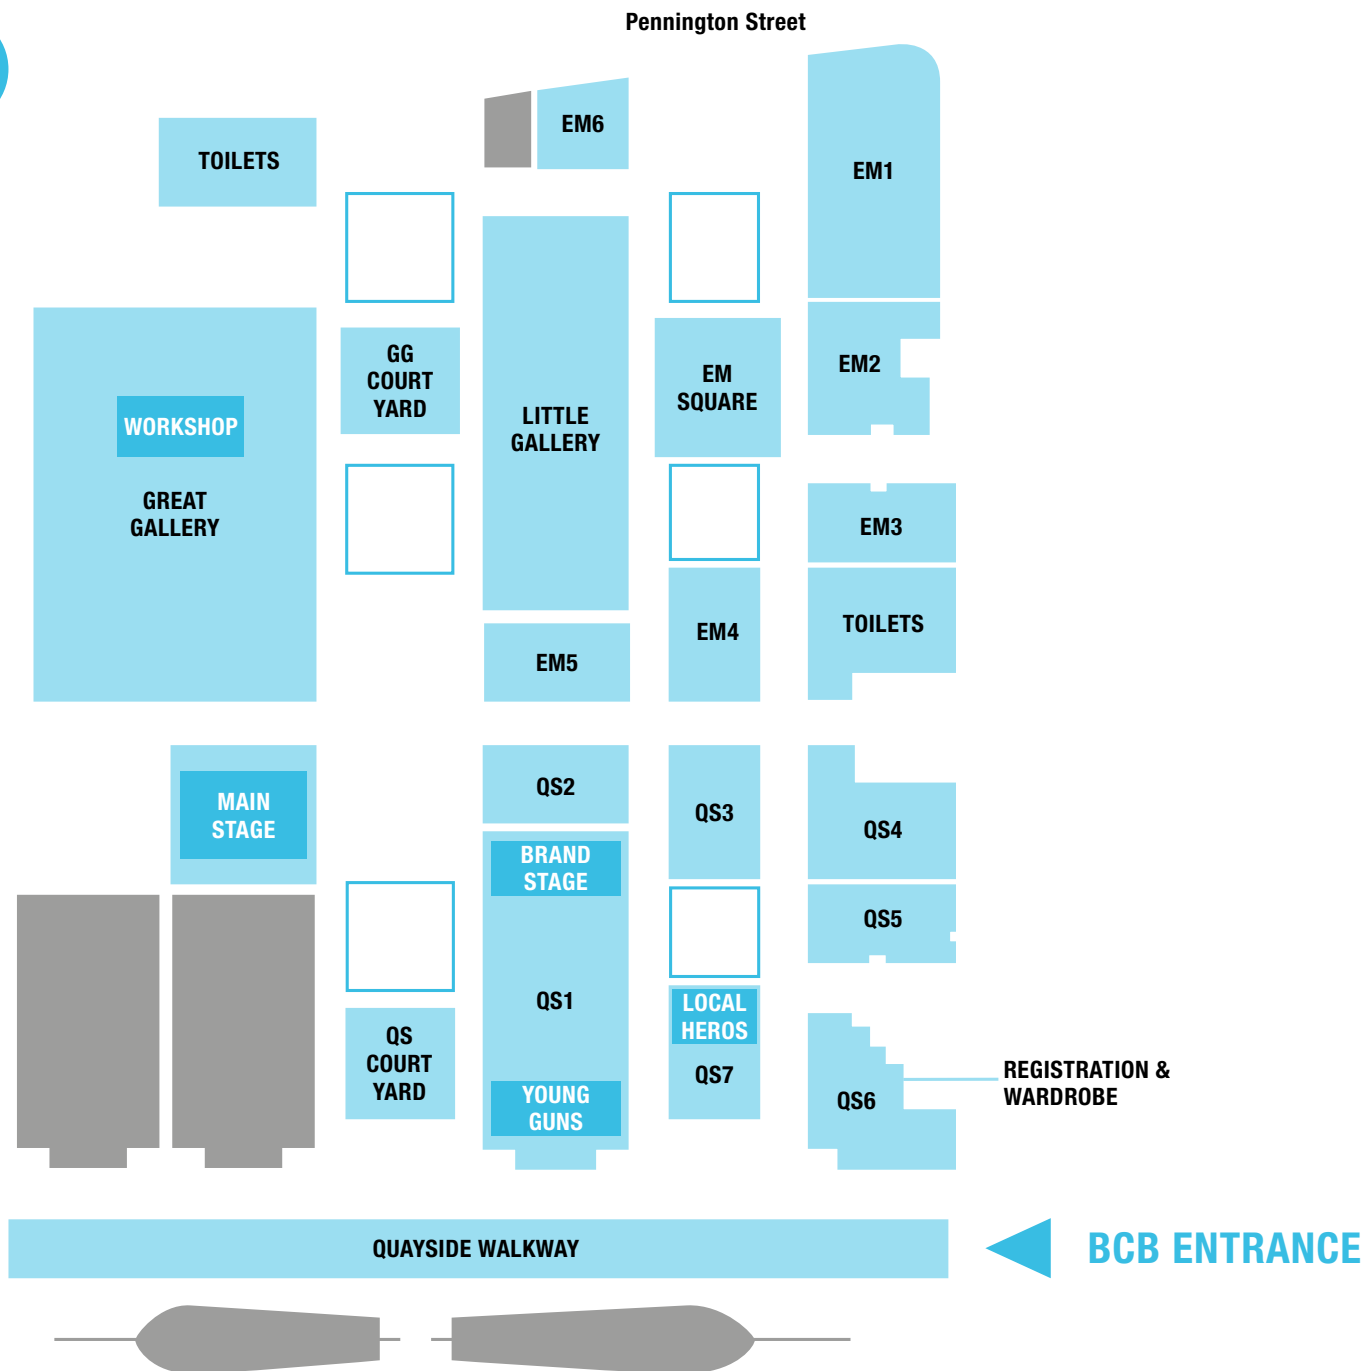 Pennington Street
EM6
TOILETS
EM1
GG
COURT
YARD
EM
SQUARE
EM2
LITTLE
GALLERY
WORKSHOP
GREAT
GALLERY
EM3
EM4
TOILETS
EM5
MAIN
STAGE
QS2
QS3
QS4
BRAND
STAGE
QS5
QS1
LOCAL
HEROS
QS
COURT
YARD
QS7
QS6
REGISTRATION &
WARDROBE
YOUNG
GUNS
QUAYSIDE WALKWAY
BCB ENTRANCE